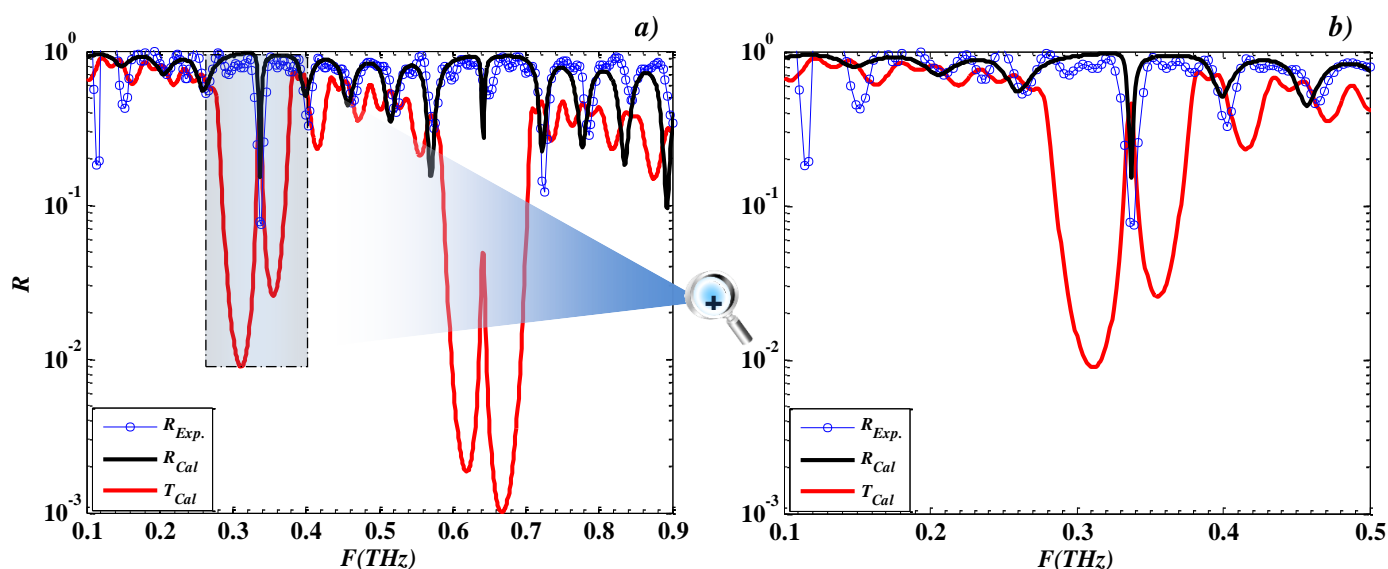 a)
10^0
10^-1
10^-2
10^-3
R
R_Exp.
R_Cal
T_Cal
0.1 0.2 0.3 0.4 0.5 0.6 0.7 0.8 0.9
F(THz)
b)
10^0
10^-1
10^-2
10^-3
R_Exp.
R_Cal
T_Cal
0.1 0.2 0.3 0.4 0.5
F(THz)